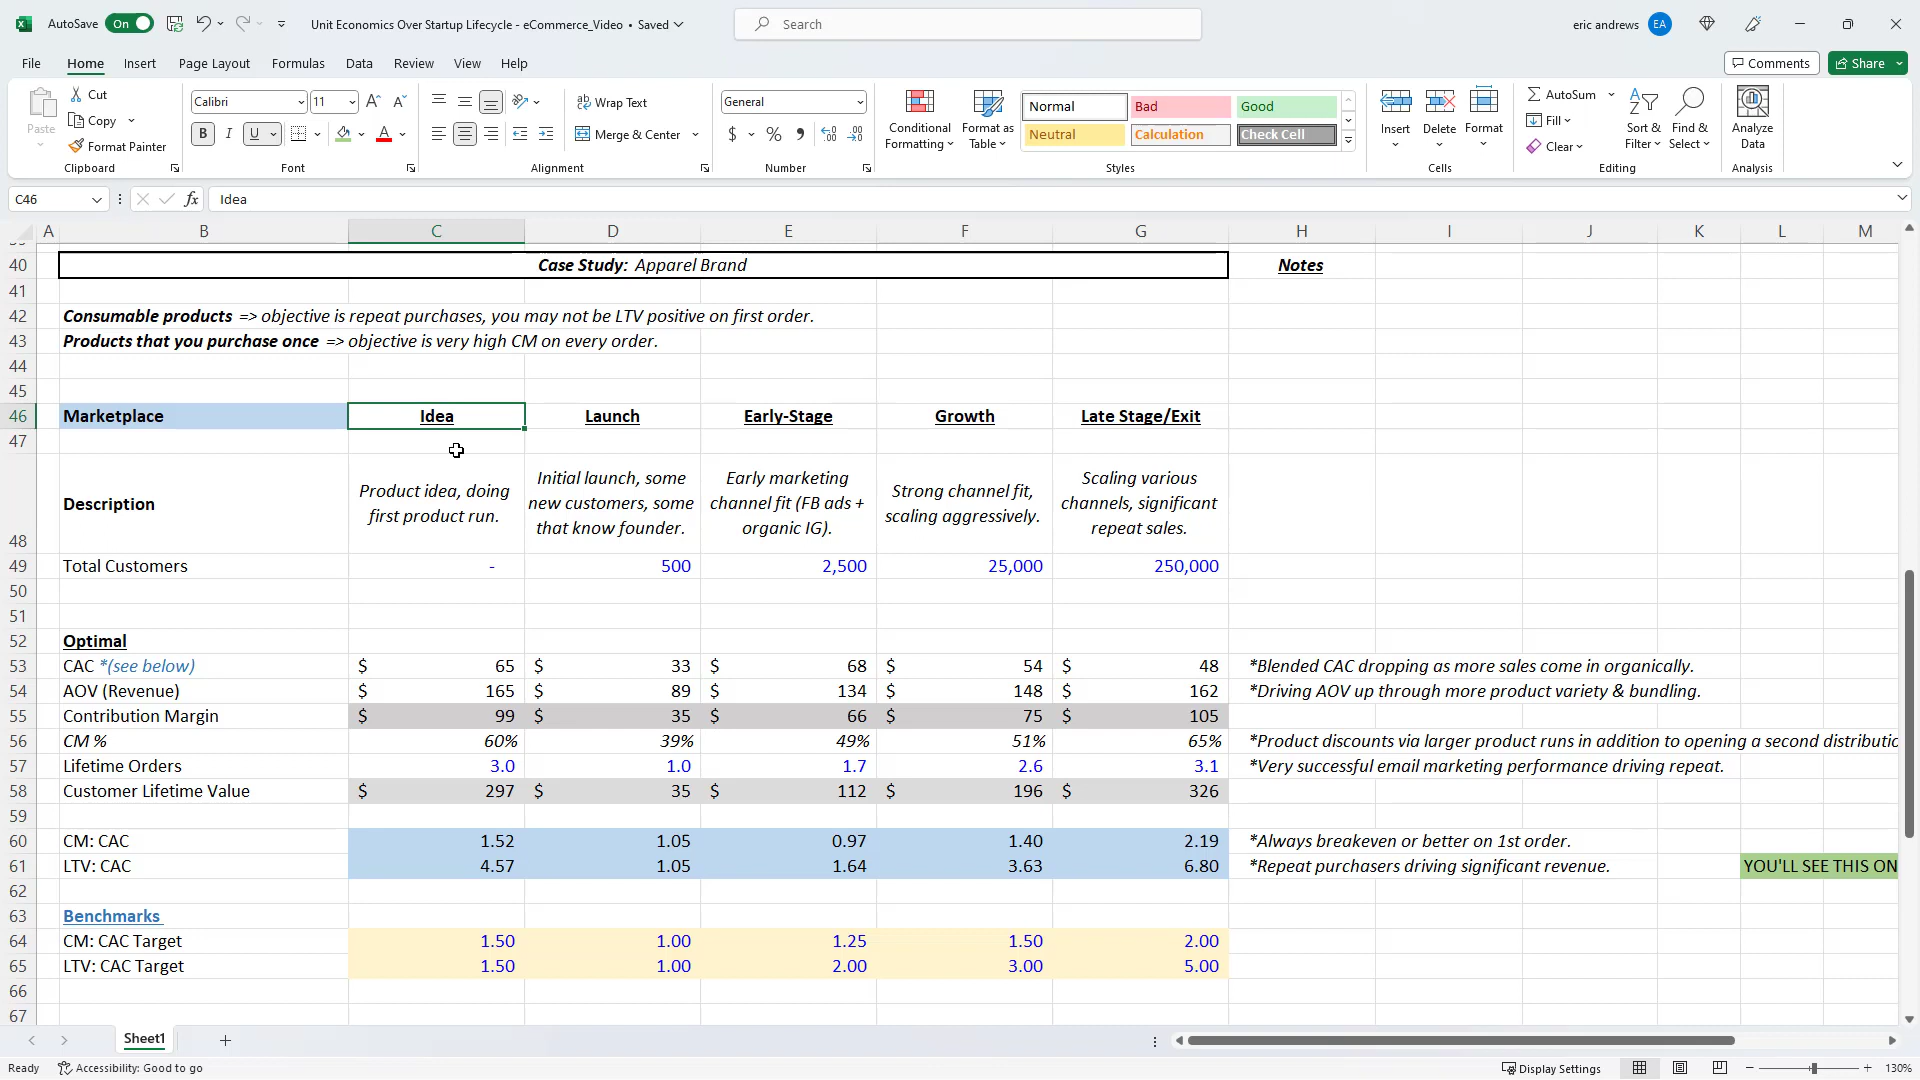 AutoSave On Unit Economics Over Startup Lifecycle - eCommerce_Video • Saved Search eric andrews EA
File Home Insert Page Layout Formulas Data Review View Help Comments Share
Paste Cut Copy Format Painter Clipboard
Calibri 11 B I U A Font
Wrap Text Merge & Center Alignment
General $ % Number
Conditional Formatting Format as Table Normal Bad Good Neutral Calculation Check Cell Styles
Insert Delete Format Cells
AutoSum Fill Clear Sort & Filter Find & Select Editing
Analyze Data Analysis
C46 fx Idea
A B C D E F G H I J K L M
40 Case Study: Apparel Brand Notes
41
42 Consumable products => objective is repeat purchases, you may not be LTV positive on first order.
43 Products that you purchase once => objective is very high CM on every order.
44
45
46 Marketplace Idea Launch Early-Stage Growth Late Stage/Exit
47
48 Description Product idea, doing first product run. Initial launch, some new customers, some that know founder. Early marketing channel fit (FB ads + organic IG). Strong channel fit, scaling aggressively. Scaling various channels, significant repeat sales.
49 Total Customers - 500 2,500 25,000 250,000
50
51
52 Optimal
53 CAC *(see below) $ 65 $ 33 $ 68 $ 54 $ 48 *Blended CAC dropping as more sales come in organically.
54 AOV (Revenue) $ 165 $ 89 $ 134 $ 148 $ 162 *Driving AOV up through more product variety & bundling.
55 Contribution Margin $ 99 $ 35 $ 66 $ 75 $ 105
56 CM % 60% 39% 49% 51% 65% *Product discounts via larger product runs in addition to opening a second distributio
57 Lifetime Orders 3.0 1.0 1.7 2.6 3.1 *Very successful email marketing performance driving repeat.
58 Customer Lifetime Value $ 297 $ 35 $ 112 $ 196 $ 326
59
60 CM: CAC 1.52 1.05 0.97 1.40 2.19 *Always breakeven or better on 1st order.
61 LTV: CAC 4.57 1.05 1.64 3.63 6.80 *Repeat purchasers driving significant revenue. YOU'LL SEE THIS ON
62
63 Benchmarks
64 CM: CAC Target 1.50 1.00 1.25 1.50 2.00
65 LTV: CAC Target 1.50 1.00 2.00 3.00 5.00
66
67
Sheet1
Ready Accessibility: Good to go Display Settings 130%